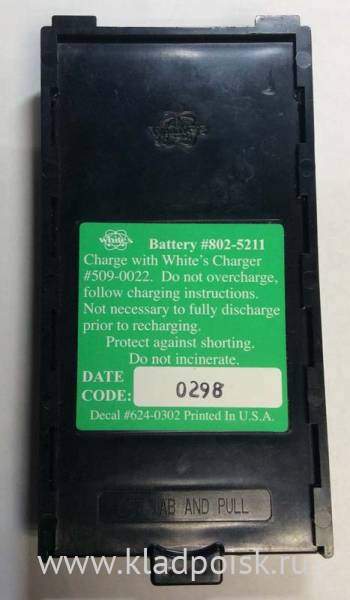 White's
White's Battery #802-5211
Charge with White's Charger
#509-0022. Do not overcharge,
follow charging instructions.
Not necessary to fully discharge
prior to recharging.
Protect against shorting.
Do not incinerate.
DATE
CODE: 0298
Decal #624-0302 Printed In U.S.A.
AND PULL
www.kladpoisk.ru